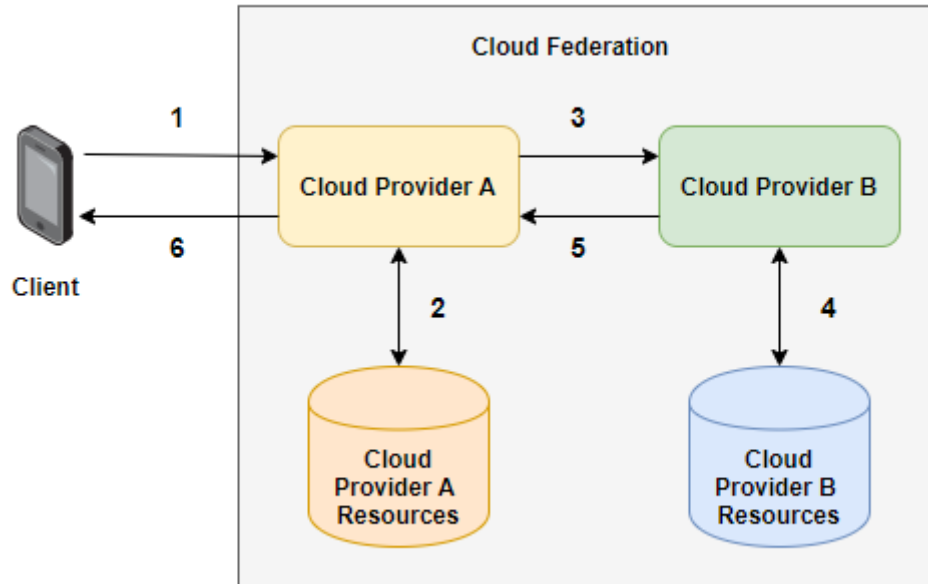 Cloud Federation
1
3
Cloud Provider A
Cloud Provider B
6
5
Client
2
4
Cloud
Provider A
Resources
Cloud
Provider B
Resources